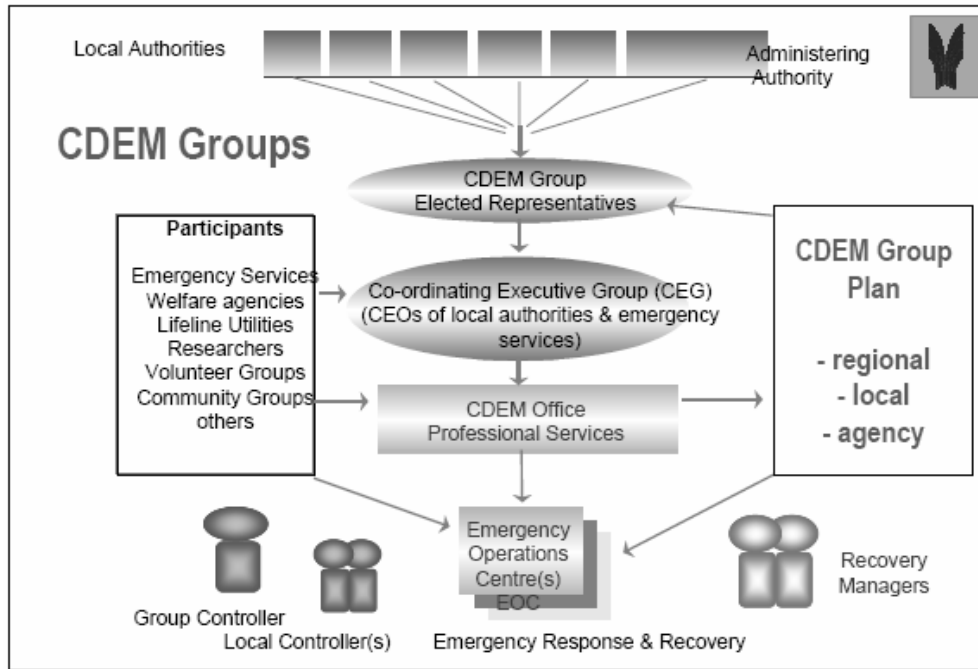 Local Authorities
Administering
Authority
CDEM Groups
CDEM Group
Elected Representatives
Participants
Emergency Services
Welfare agencies
Lifeline Utilities
Researchers
Volunteer Groups
Community Groups
others
Co-ordinating Executive Group (CEG)
(CEOs of local authorities & emergency
services)
CDEM Office
Professional Services
CDEM Group
Plan
- regional
- local
- agency
Emergency
Operations
Centre(s)
EOC
Group Controller
Local Controller(s)
Emergency Response & Recovery
Recovery
Managers